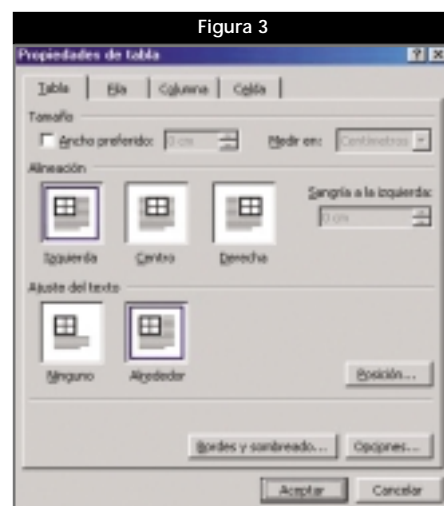 Figura 3
Propiedades de tabla
Tabla Fila Columna Celda
Tamaño
Ancho preferido: 0 cm Medir en: Centímetros
Alineación
Sangría a la izquierda:
0 cm
Izquierda Centro Derecha
Ajuste del texto
Ninguno Alrededor
Posición...
Bordes y sombreado... Opciones...
Aceptar Cancelar